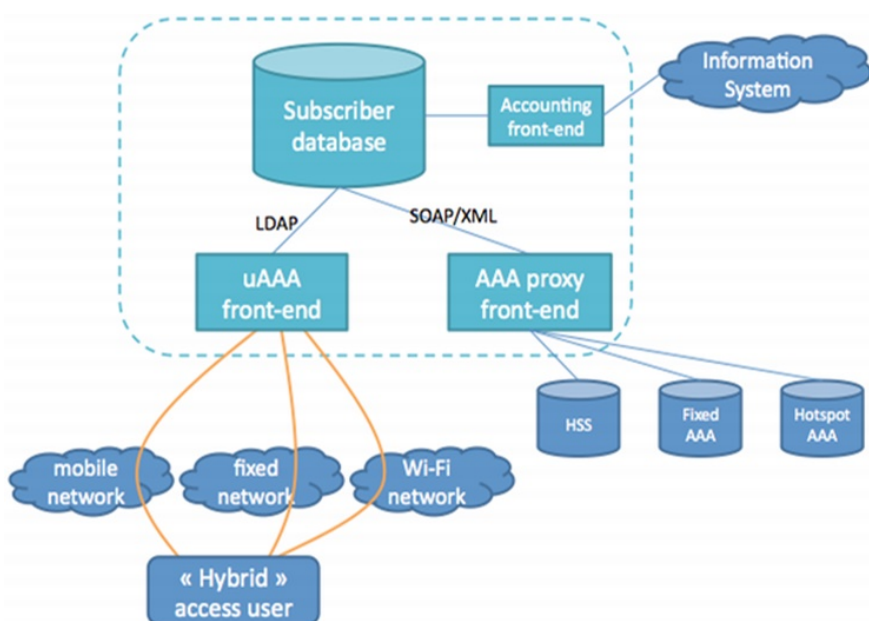 Subscriber
database
Accounting
front-end
Information
System
LDAP
SOAP/XML
uAAA
front-end
AAA proxy
front-end
HSS
Fixed
AAA
Hotspot
AAA
mobile
network
fixed
network
Wi-Fi
network
« Hybrid »
access user